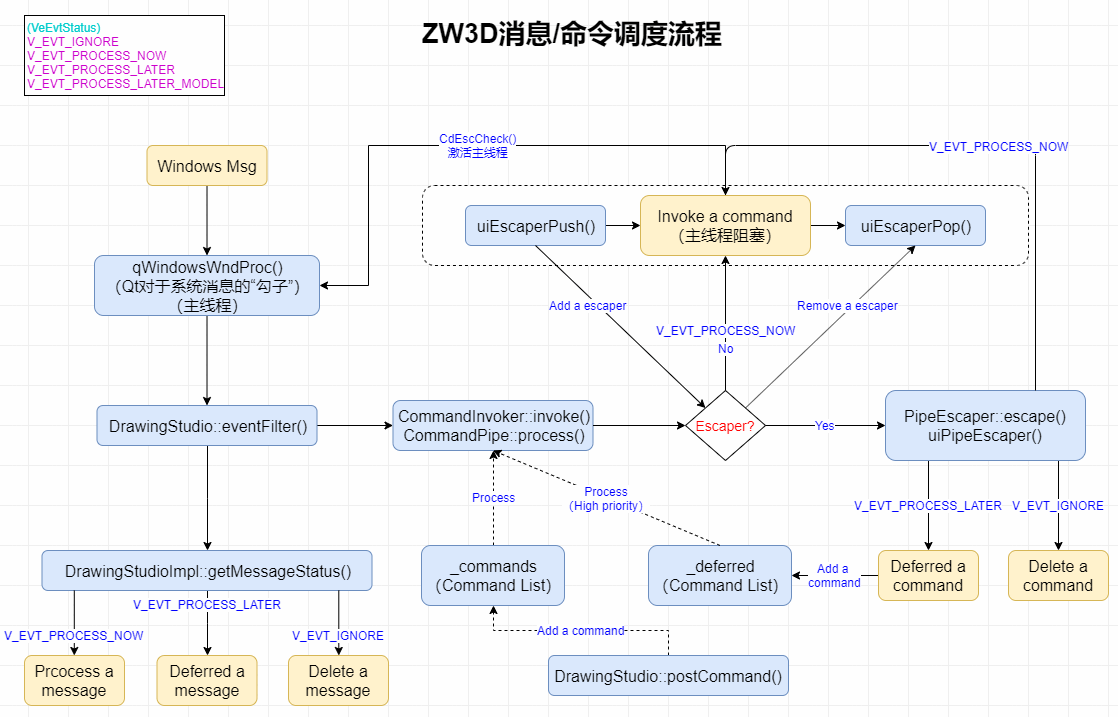 ZW3D消息/命令调度流程
(VeEvtStatus)
V_EVT_IGNORE
V_EVT_PROCESS_NOW
V_EVT_PROCESS_LATER
V_EVT_PROCESS_LATER_MODEL
CdEscCheck()
激活主线程
V_EVT_PROCESS_NOW
Windows Msg
uiEscaperPush()
Invoke a command
（主线程阻塞）
uiEscaperPop()
qWindowsWndProc()
（Qt对于系统消息的“勾子”）
（主线程）
Add a escaper
Remove a escaper
V_EVT_PROCESS_NOW
No
DrawingStudio::eventFilter()
CommandInvoker::invoke()
CommandPipe::process()
Escaper?
Yes
PipeEscaper::escape()
uiPipeEscaper()
Process
Process
（High priority）
V_EVT_PROCESS_LATER
V_EVT_IGNORE
DrawingStudioImpl::getMessageStatus()
_commands
(Command List)
_deferred
(Command List)
Add a
command
Deferred a
command
Delete a
command
V_EVT_PROCESS_NOW
V_EVT_PROCESS_LATER
V_EVT_IGNORE
Add a command
Prcocess a
message
Deferred a
message
Delete a
message
DrawingStudio::postCommand()